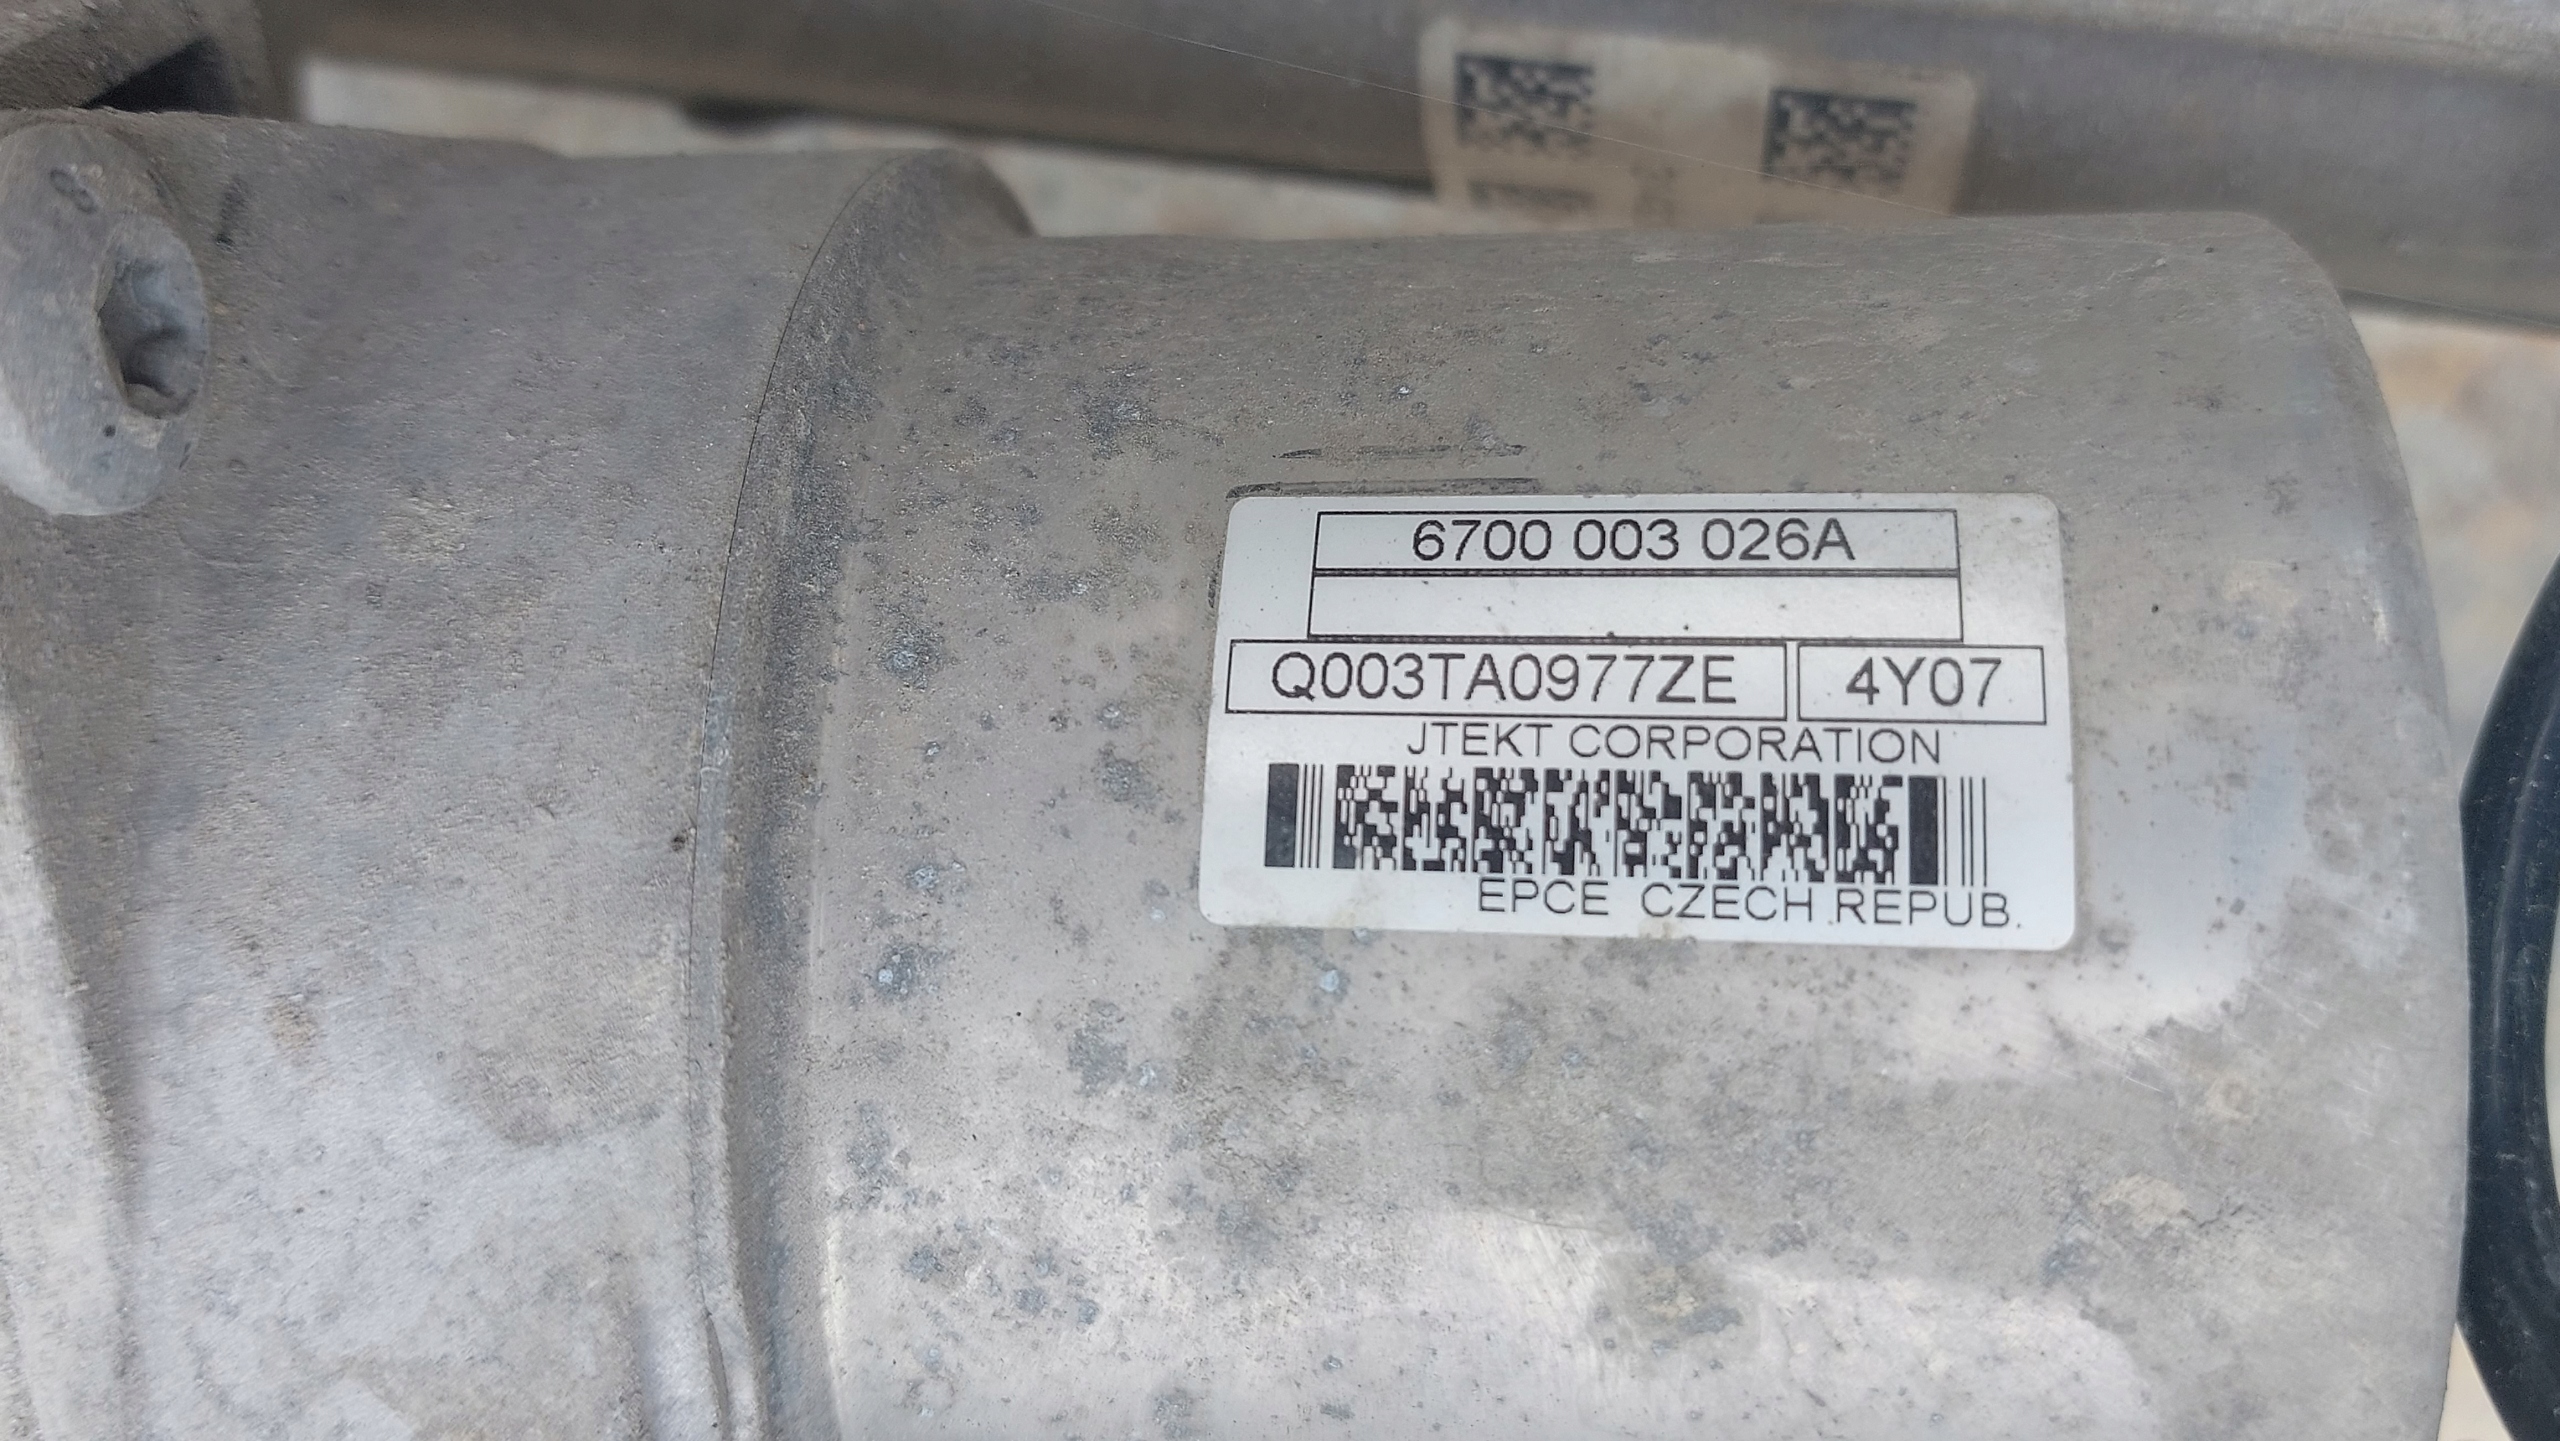 6700 003 026A
Q003TA0977ZE 4Y07
JTEKT CORPORATION
EPCE CZECH REPUB.